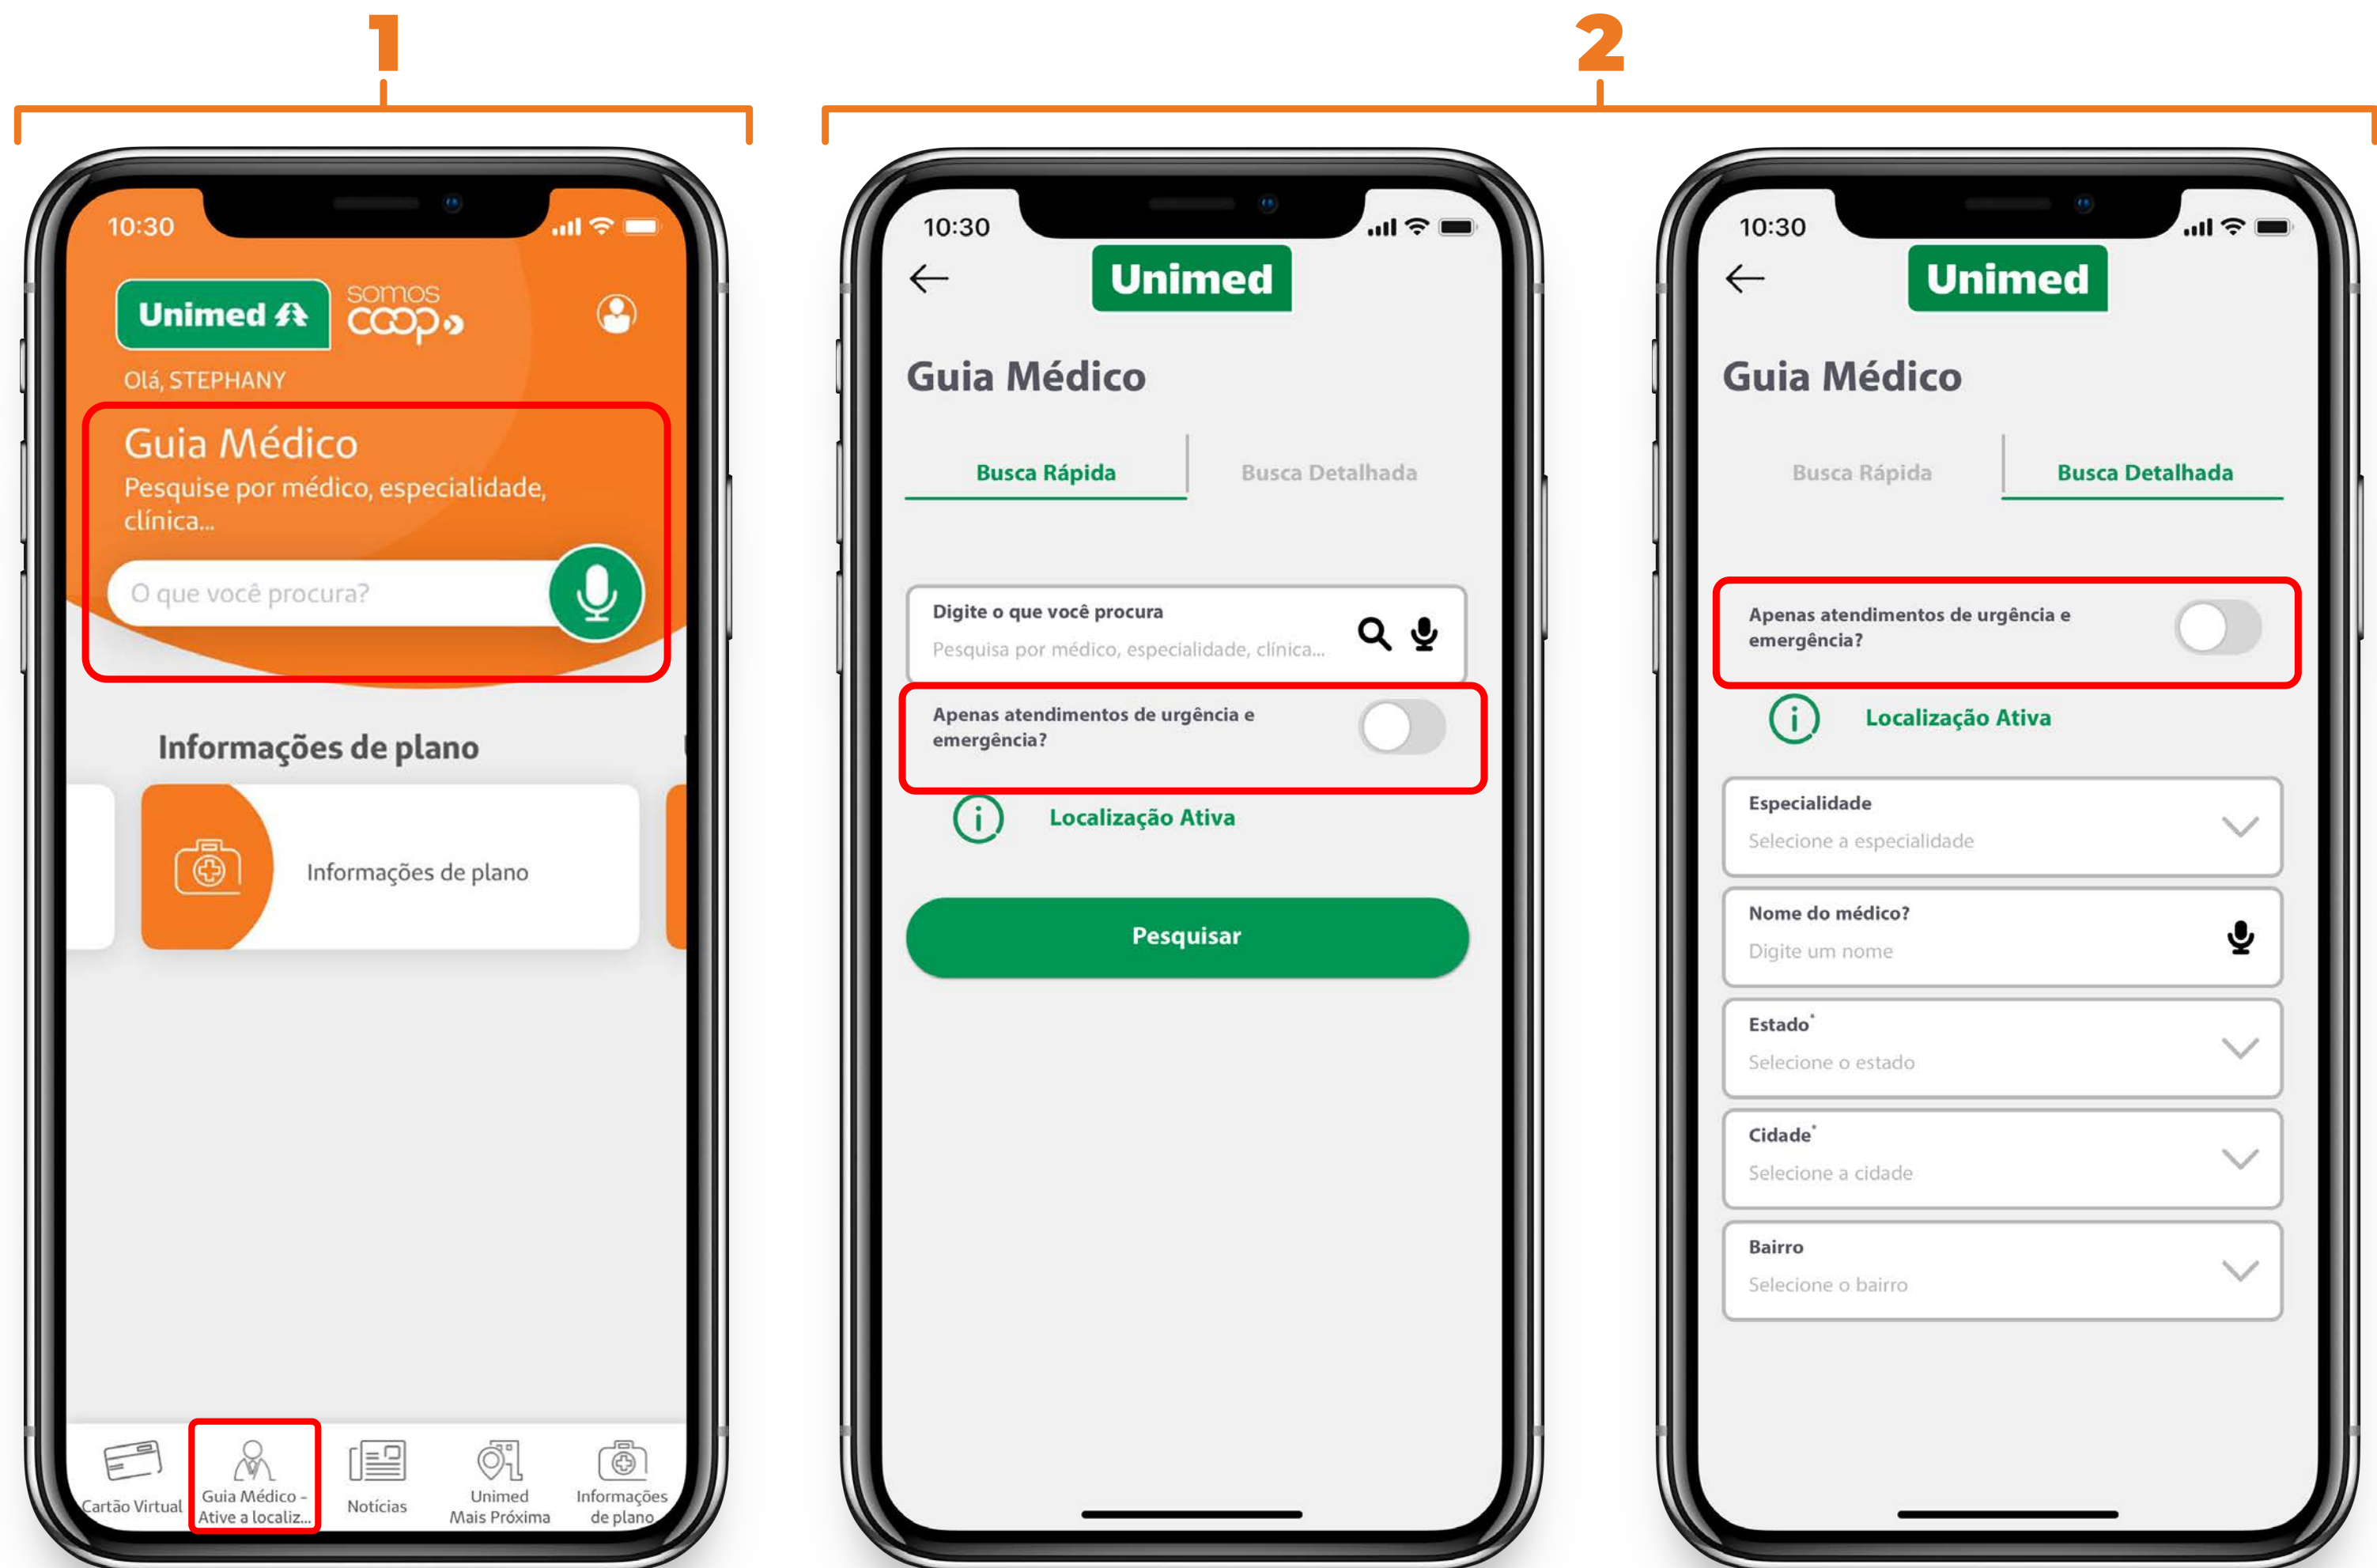 1
2
10:30
Unimed
somos
coop
Olá, STEPHANY
Guia Médico
Pesquise por médico, especialidade,
clínica...
O que você procura?
Informações de plano
Informações de plano
Cartão Virtual
Guia Médico -
Ative a localiz...
Notícias
Unimed
Mais Próxima
Informações
de plano
10:30
Unimed
Guia Médico
Busca Rápida
Busca Detalhada
Digite o que você procura
Pesquisa por médico, especialidade, clínica...
Apenas atendimentos de urgência e
emergência?
Localização Ativa
Pesquisar
10:30
Unimed
Guia Médico
Busca Rápida
Busca Detalhada
Apenas atendimentos de urgência e
emergência?
Localização Ativa
Especialidade
Selecione a especialidade
Nome do médico?
Digite um nome
Estado*
Selecione o estado
Cidade*
Selecione a cidade
Bairro
Selecione o bairro